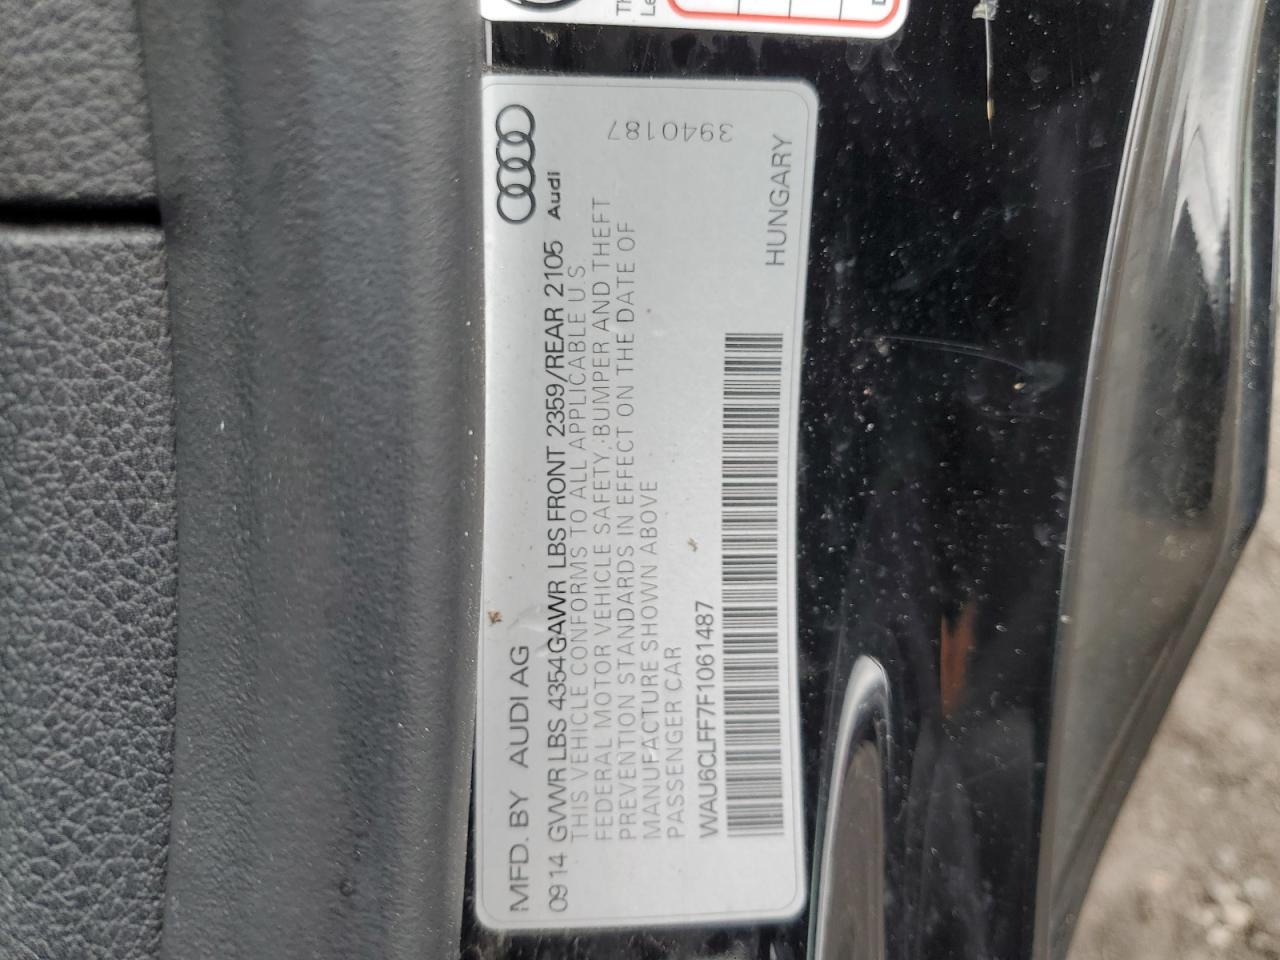 MFD. BY AUDI AG
0914 GVWR LBS 4354 GAWR LBS FRONT 2359/REAR 2105 Audi
THIS VEHICLE CONFORMS TO ALL APPLICABLE U.S
FEDERAL MOTOR VEHICLE SAFETY, BUMPER AND THEFT
PREVENTION STANDARDS IN EFFECT ON THE DATE OF
MANUFACTURE SHOWN ABOVE
PASSENGER CAR
WAU6CLFF7F1061487
3940187
HUNGARY